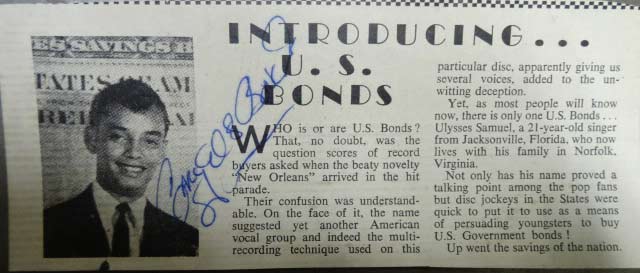 ES SAVINGS B
TATES
AM
RE
INTRODUCING...
U. S.
BONDS
WHO is or are U.S. Bonds?
That, no doubt, was the
question scores of record
buyers asked when the beaty novelty
"New Orleans" arrived in the hit
parade.
Their confusion was understand-
able. On the face of it, the name
suggested yet another American
vocal group and indeed the multi-
recording technique used on this
particular disc, apparently giving us
several voices, added to the un-
witting deception.
Yet, as most people will know
now, there is only one U.S. Bonds...
Ulysses Samuel, a 21-year-old singer
from Jacksonville, Florida, who now
lives with his family in Norfolk,
Virginia.
Not only has his name proved a
talking point among the pop fans
but disc jockeys in the States were
quick to put it to use as a means
of persuading youngsters to buy
U.S. Government bonds!
Up went the savings of the nation.